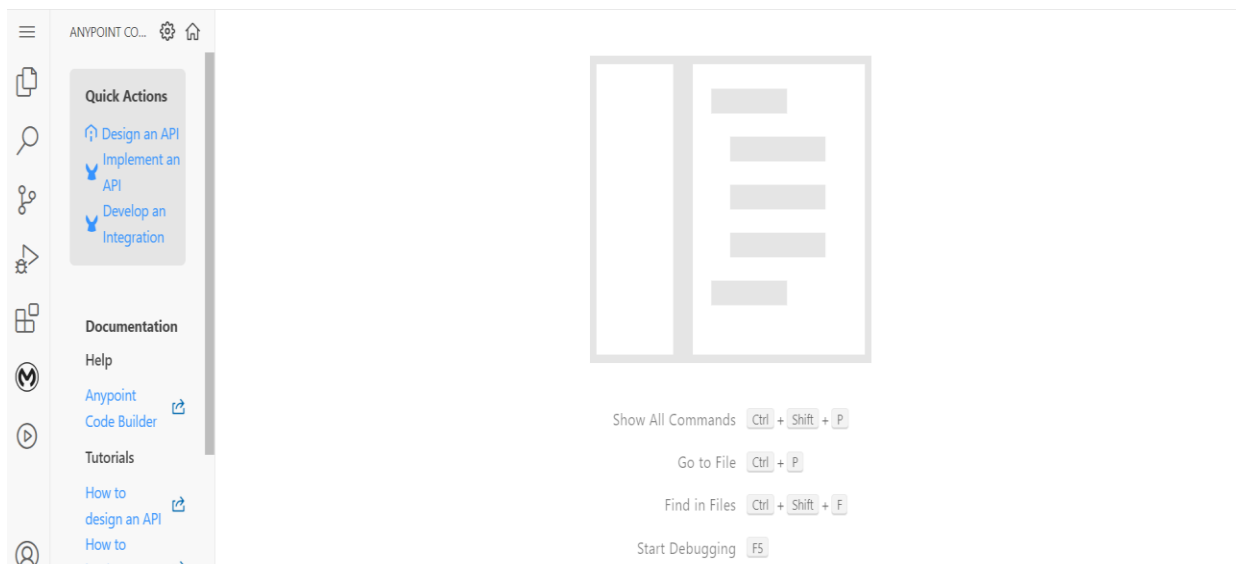 ANYPOINT CO...
Quick Actions
Design an API
Implement an
API
Develop an
Integration
Documentation
Help
Anypoint
Code Builder
Tutorials
How to
design an API
How to
Show All Commands Ctrl + Shift + P
Go to File Ctrl + P
Find in Files Ctrl + Shift + F
Start Debugging F5